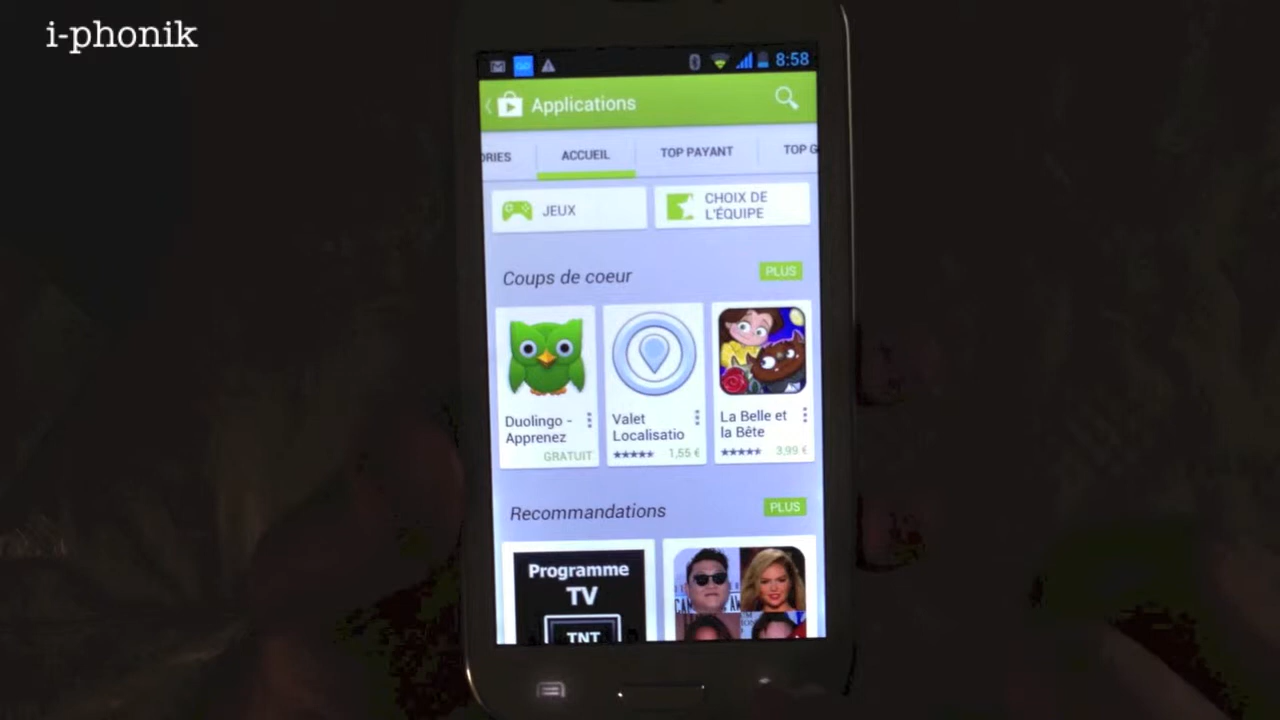 i-phonik
8:58
Applications
ORIES
ACCUEIL
TOP PAYANT
TOP G
JEUX
CHOIX DE
L'ÉQUIPE
Coups de coeur
PLUS
Duolingo -
Apprenez
GRATUIT
Valet
Localisatio
1,55 €
La Belle et
la Bête
3,99 €
Recommandations
PLUS
Programme
TV
TNT